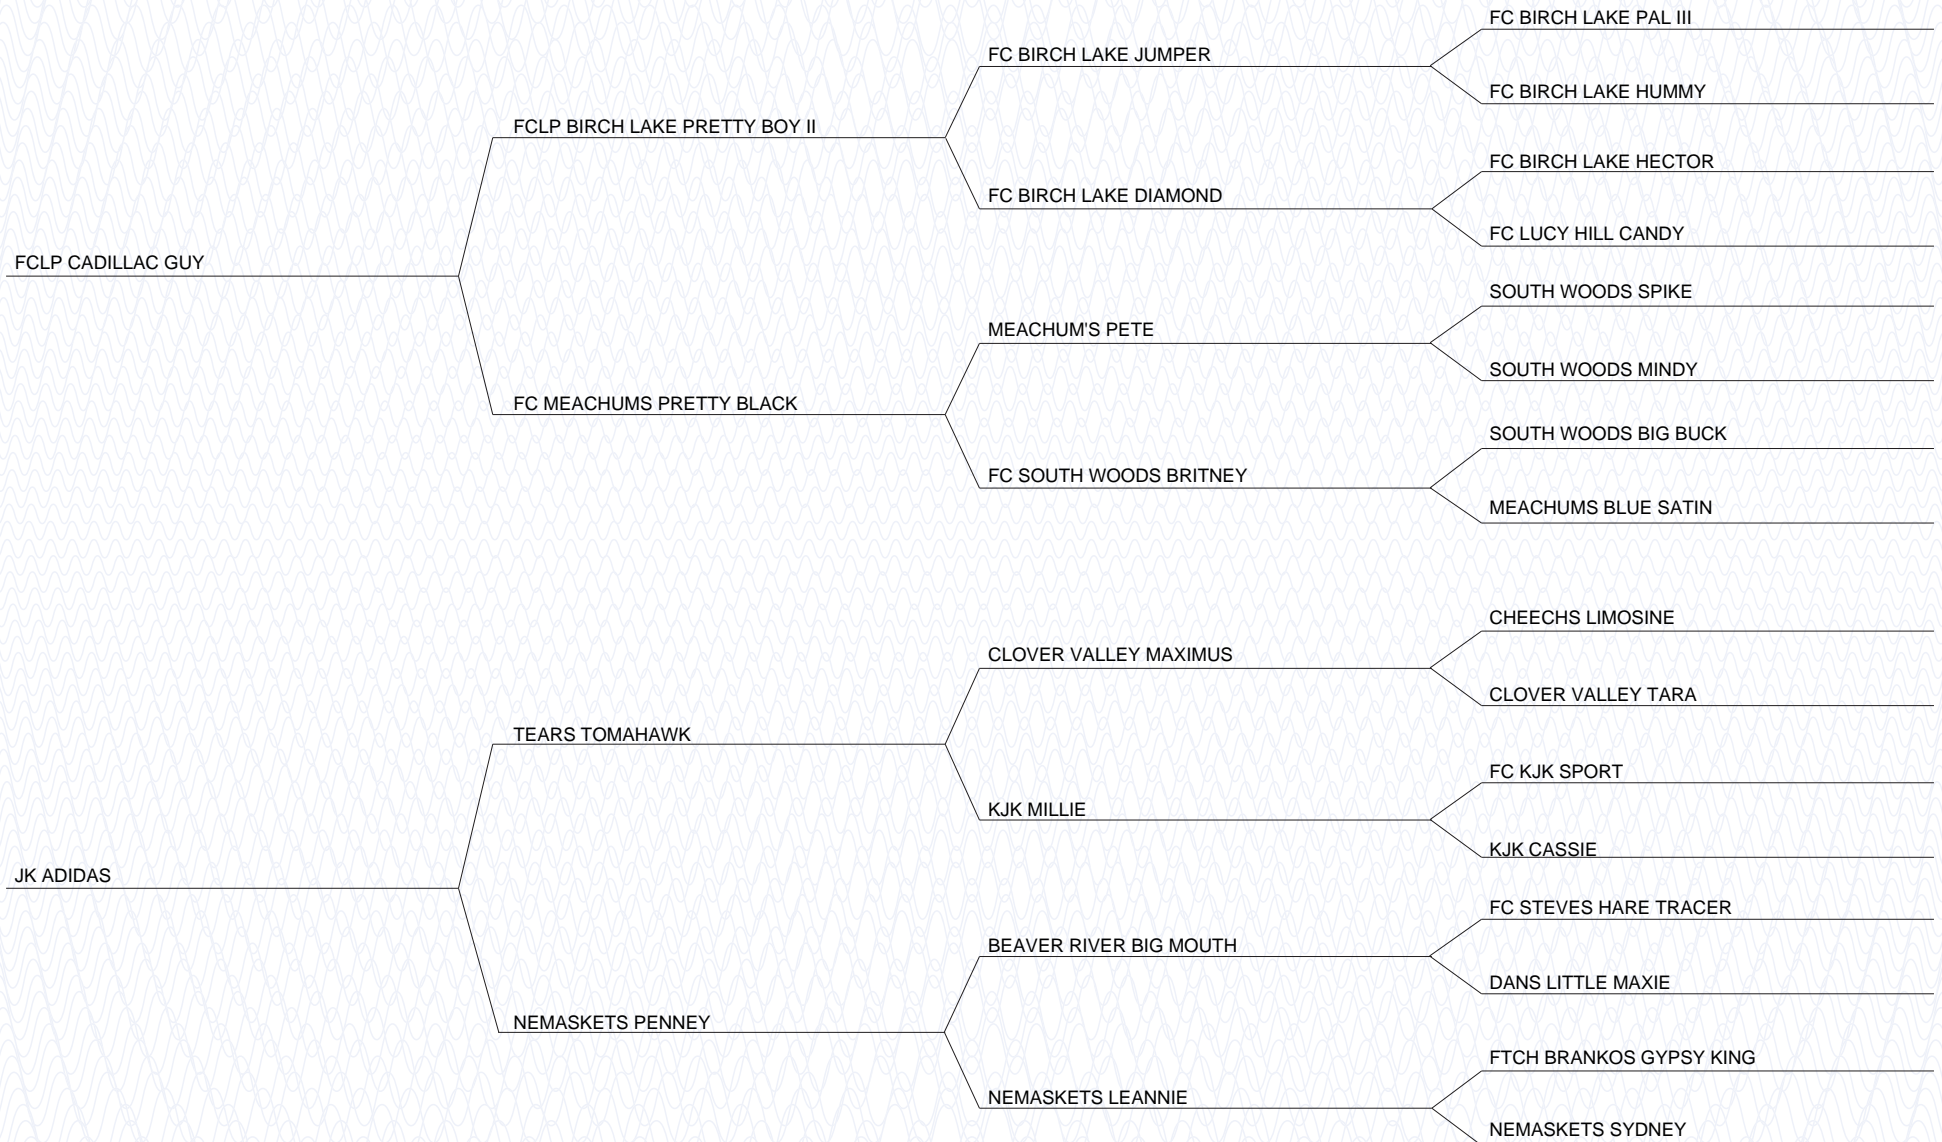 FC BIRCH LAKE PAL III
FC BIRCH LAKE JUMPER
FC BIRCH LAKE HUMMY
FCLP BIRCH LAKE PRETTY BOY II
FC BIRCH LAKE HECTOR
FC BIRCH LAKE DIAMOND
FC LUCY HILL CANDY
FCLP CADILLAC GUY
SOUTH WOODS SPIKE
MEACHUM'S PETE
SOUTH WOODS MINDY
FC MEACHUMS PRETTY BLACK
SOUTH WOODS BIG BUCK
FC SOUTH WOODS BRITNEY
MEACHUMS BLUE SATIN
CHEECHS LIMOSINE
CLOVER VALLEY MAXIMUS
CLOVER VALLEY TARA
TEARS TOMAHAWK
FC KJK SPORT
KJK MILLIE
KJK CASSIE
JK ADIDAS
FC STEVES HARE TRACER
BEAVER RIVER BIG MOUTH
DANS LITTLE MAXIE
NEMASKETS PENNEY
FTCH BRANKOS GYPSY KING
NEMASKETS LEANNIE
NEMASKETS SYDNEY